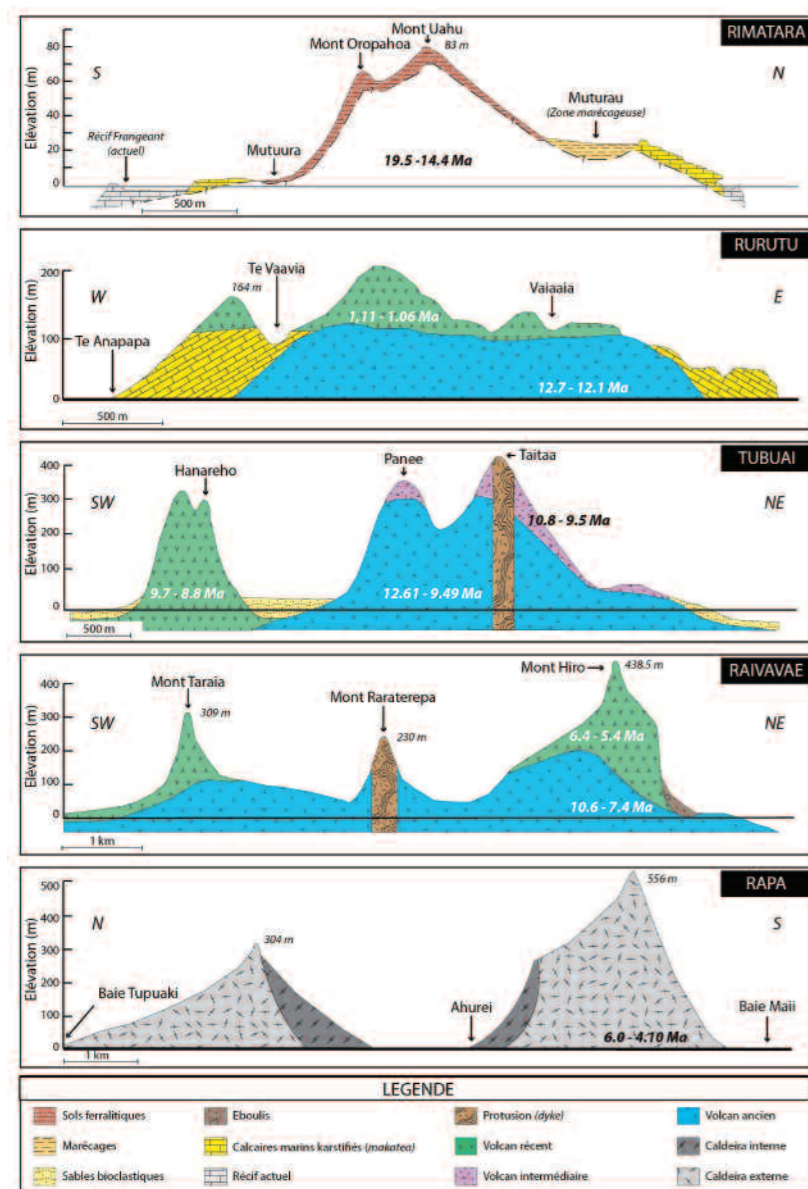 RIMATARA
Elévation (m)
80
60
40
20
0
S
N
Mont Uahu
83 m
Mont Oropahoa
Muturau
(Zone marécageuse)
Récif Frangeant
(actuel)
Mutuura
19.5 -14.4 Ma
500 m
RURUTU
Elévation (m)
200
100
0
W
E
Te Vaavia
164 m
Vaiaaia
1.11 - 1.06 Ma
Te Anapapa
12.7 - 12.1 Ma
500 m
TUBUAI
Elévation (m)
400
300
200
100
0
SW
NE
Hanareho
Panee
Taitaa
10.8 - 9.5 Ma
9.7 - 8.8 Ma
12.61 - 9.49 Ma
500 m
RAIVAVAE
Elévation (m)
400
300
200
100
0
SW
NE
Mont Taraia
309 m
Mont Raraterepa
230 m
Mont Hiro
438.5 m
6.4 - 5.4 Ma
10.6 - 7.4 Ma
1 km
RAPA
Elévation (m)
500
400
300
200
100
0
N
S
556 m
304 m
Baie Tupuaki
Ahurei
Baie Maii
6.0 - 4.10 Ma
1 km
LEGENDE
Sols ferralitiques
Eboulis
Protusion (dyke)
Volcan ancien
Marécages
Calcaires marins karstifiés (makatea)
Volcan récent
Caldeira interne
Sables bioclastiques
Récif actuel
Volcan intermédiaire
Caldeira externe